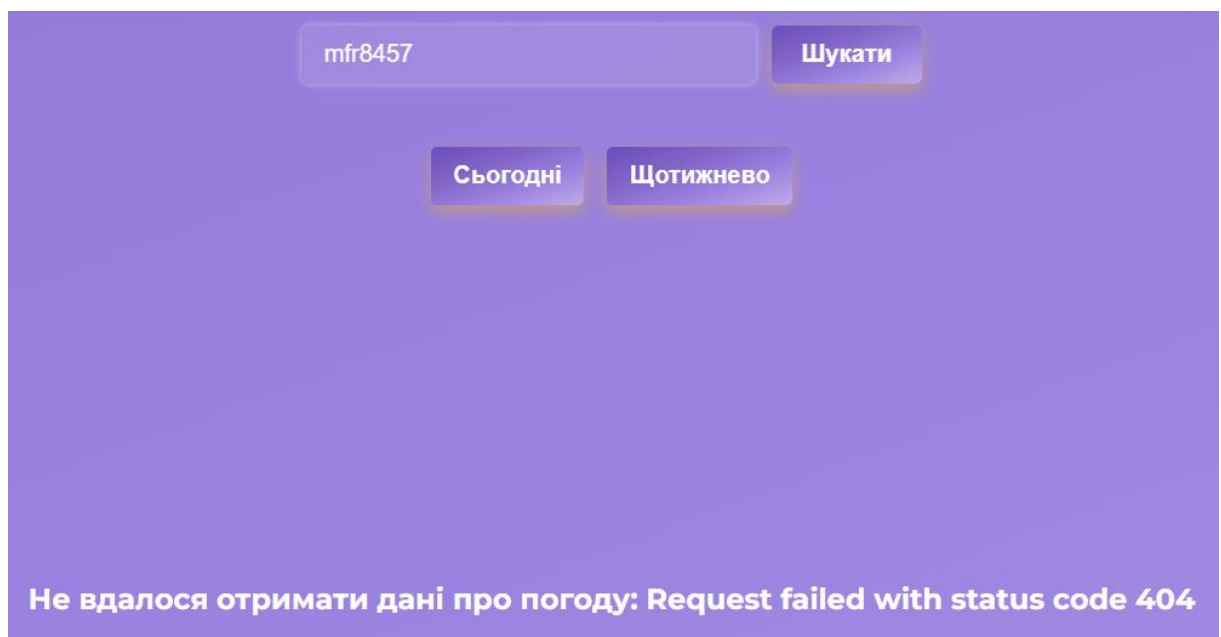 mfr8457 Шукати
Сьогодні Щотижнево
Не вдалося отримати дані про погоду: Request failed with status code 404